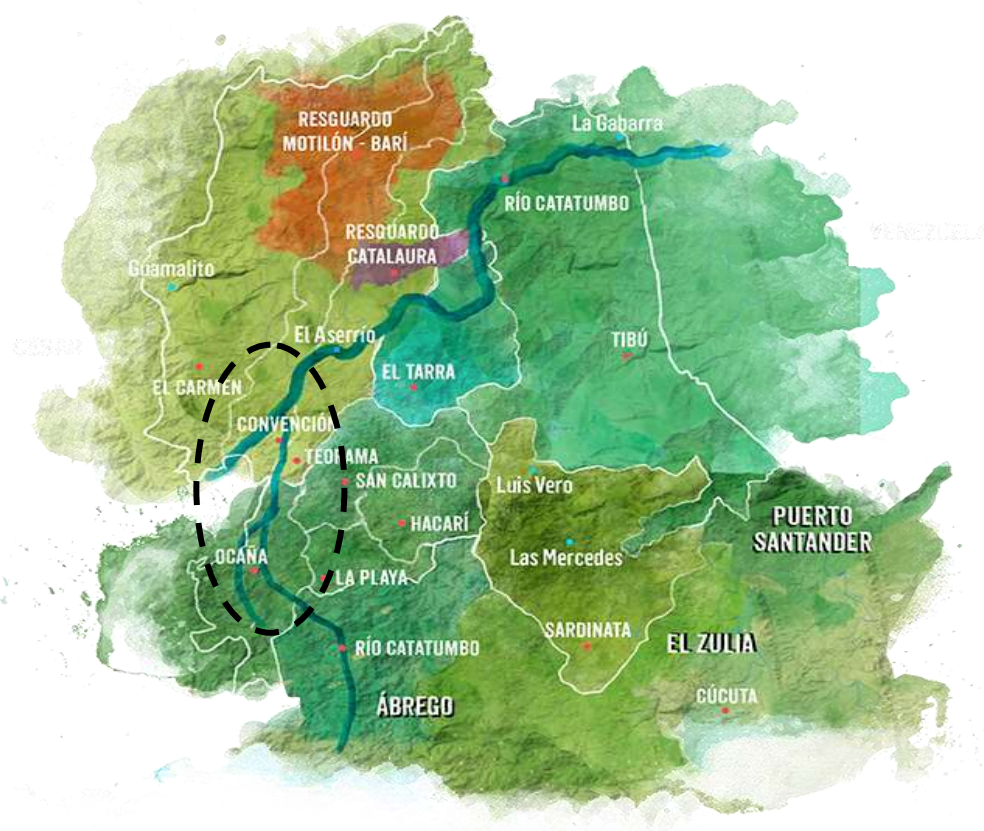 RESGUARDO
MOTILÓN - BARÍ
La Gabarra
RÍO CATATUMBO
RESGUARDO
CATALAURA
VENEZUELA
Guamalito
El Aserrío
CESAR
TIBÚ
EL CARMEN
EL TARRA
CONVENCIÓN
TEORAMA
SAN CALIXTO
Luis Vero
HACARÍ
PUERTO
SANTANDER
OCAÑA
Las Mercedes
LA PLAYA
SARDINATA
EL ZULIA
RÍO CATATUMBO
CÚCUTA
ÁBREGO